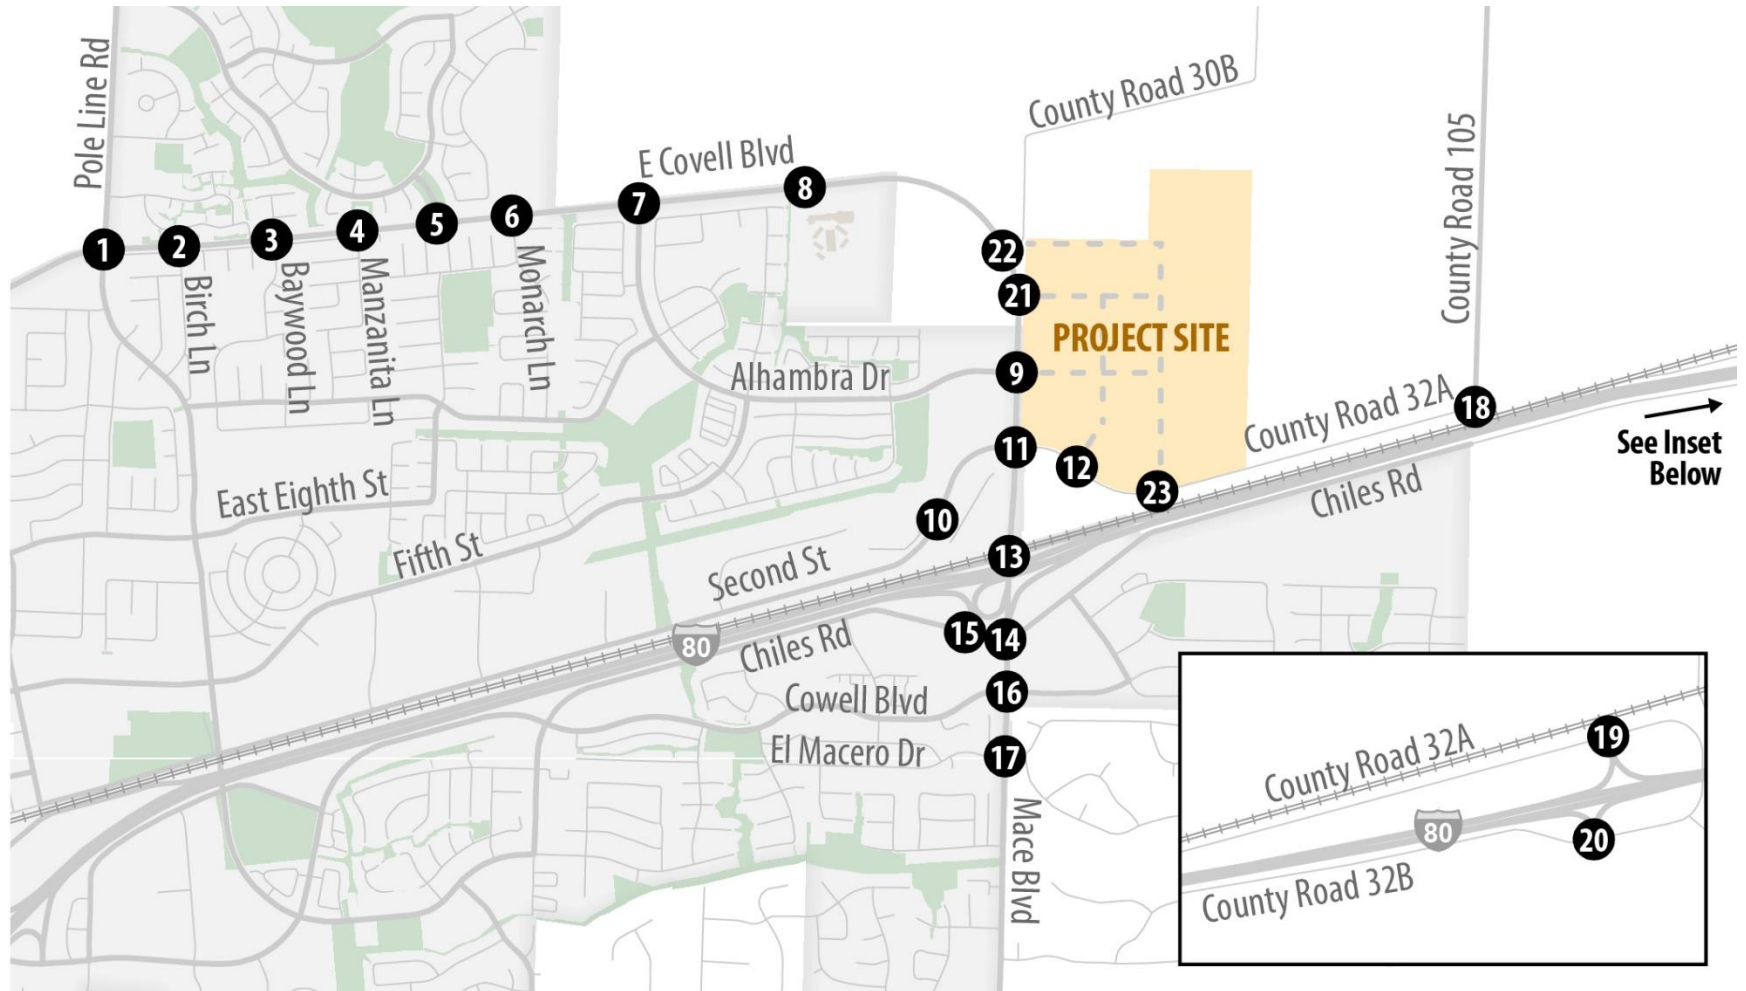 Pole Line Rd
E Covell Blvd
County Road 30B
County Road 105
1
2
3
4
5
6
7
8
22
21
9
Birch Ln
Baywood Ln
Manzanita Ln
Monarch Ln
Alhambra Dr
PROJECT SITE
County Road 32A
18
See Inset
Below
11
12
23
10
East Eighth St
Fifth St
Second St
Chiles Rd
13
80
Chiles Rd
15
14
Cowell Blvd
16
El Macero Dr
17
Mace Blvd
County Road 32A
19
80
20
County Road 32B